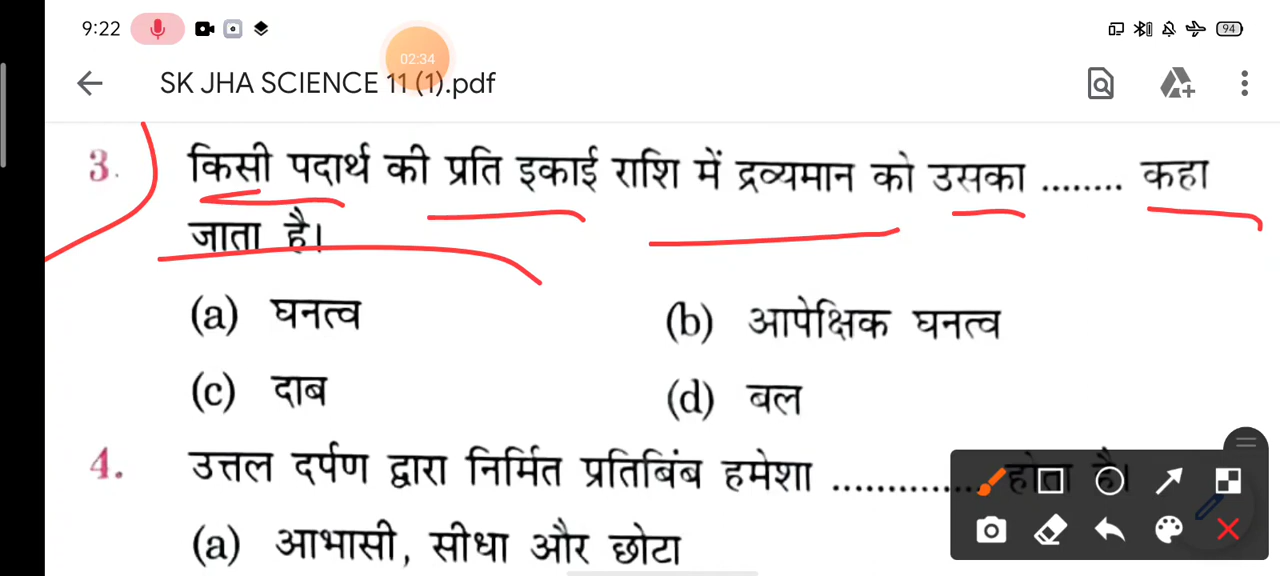 9:22
94
02:34
SK JHA SCIENCE 11 (1).pdf
3. किसी पदार्थ की प्रति इकाई राशि में द्रव्यमान को उसका ........ कहा
जाता है।
(a) घनत्व (b) आपेक्षिक घनत्व
(c) दाब (d) बल
4. उत्तल दर्पण द्वारा निर्मित प्रतिबिंब हमेशा ............... होता है।
(a) आभासी, सीधा और छोटा